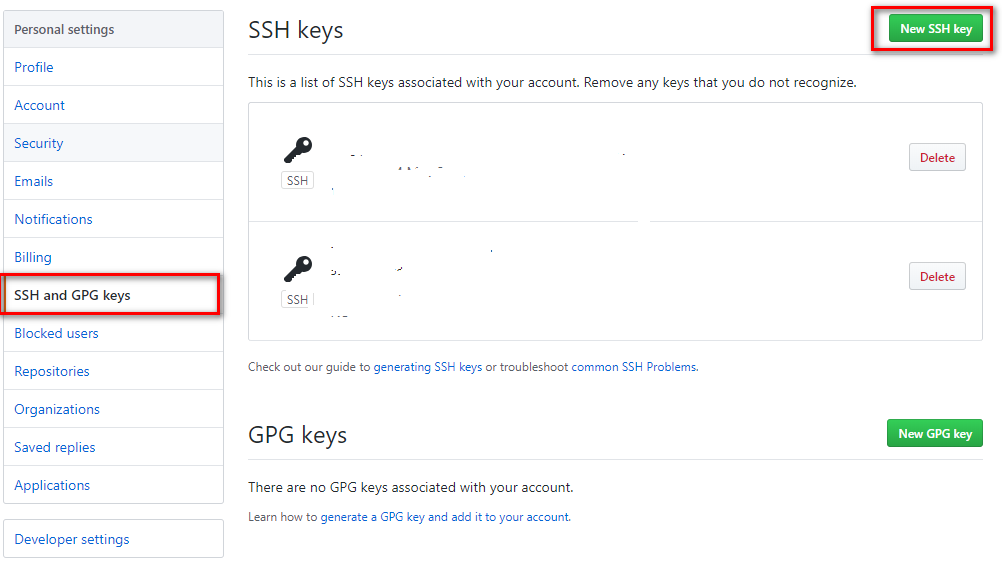 Personal settings
Profile
Account
Security
Emails
Notifications
Billing
SSH and GPG keys
Blocked users
Repositories
Organizations
Saved replies
Applications
Developer settings
SSH keys
New SSH key
This is a list of SSH keys associated with your account. Remove any keys that you do not recognize.
SSH
Delete
SSH
Delete
Check out our guide to generating SSH keys or troubleshoot common SSH Problems.
GPG keys
New GPG key
There are no GPG keys associated with your account.
Learn how to generate a GPG key and add it to your account.